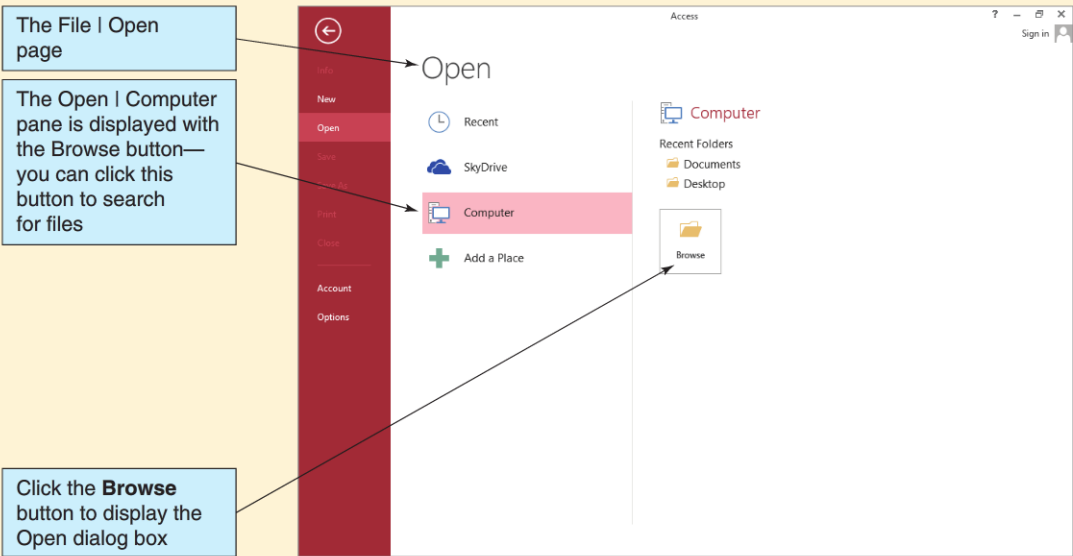 The File | Open
page
The Open | Computer
pane is displayed with
the Browse button—
you can click this
button to search
for files
Click the Browse
button to display the
Open dialog box
Access
? – X
Sign in
Info
New
Open
Save
Save As
Print
Close
Account
Options
Open
Recent
SkyDrive
Computer
Add a Place
Computer
Recent Folders
Documents
Desktop
Browse